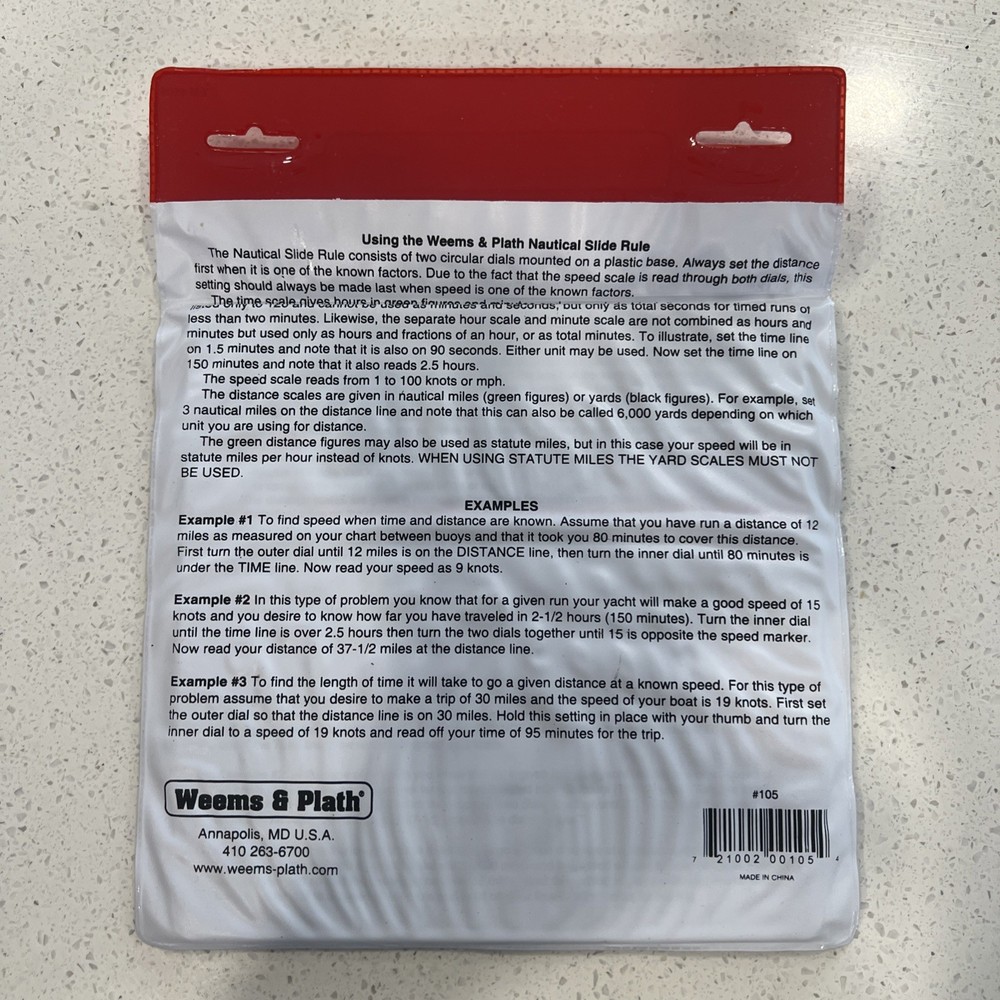 Using the Weems & Plath Nautical Slide Rule
The Nautical Slide Rule consists of two circular dials mounted on a plastic base. Always set the distance
first when it is one of the known factors. Due to the fact that the speed scale is read through both dials, this
setting should always be made last when speed is one of the known factors.
The time scale gives hours in green, minutes and seconds, but only as total seconds for timed runs of
less than two minutes. Likewise, the separate hour scale and minute scale are not combined as hours and
minutes but used only as hours and fractions of an hour, or as total minutes. To illustrate, set the time line
on 1.5 minutes and note that it is also on 90 seconds. Either unit may be used. Now set the time line on
150 minutes and note that it also reads 2.5 hours.
The speed scale reads from 1 to 100 knots or mph.
The distance scales are given in nautical miles (green figures) or yards (black figures). For example, set
3 nautical miles on the distance line and note that this can also be called 6,000 yards depending on which
unit you are using for distance.
The green distance figures may also be used as statute miles, but in this case your speed will be in
statute miles per hour instead of knots. WHEN USING STATUTE MILES THE YARD SCALES MUST NOT
BE USED.
EXAMPLES
Example #1 To find speed when time and distance are known. Assume that you have run a distance of 12
miles as measured on your chart between buoys and that it took you 80 minutes to cover this distance.
First turn the outer dial until 12 miles is on the DISTANCE line, then turn the inner dial until 80 minutes is
under the TIME line. Now read your speed as 9 knots.
Example #2 In this type of problem you know that for a given run your yacht will make a good speed of 15
knots and you desire to know how far you have traveled in 2-1/2 hours (150 minutes). Turn the inner dial
until the time line is over 2.5 hours then turn the two dials together until 15 is opposite the speed marker.
Now read your distance of 37-1/2 miles at the distance line.
Example #3 To find the length of time it will take to go a given distance at a known speed. For this type of
problem assume that you desire to make a trip of 30 miles and the speed of your boat is 19 knots. First set
the outer dial so that the distance line is on 30 miles. Hold this setting in place with your thumb and turn the
inner dial to a speed of 19 knots and read off your time of 95 minutes for the trip.
Weems & Plath®
Annapolis, MD U.S.A.
410 263-6700
www.weems-plath.com
#105
7 21002 00105 4
MADE IN CHINA